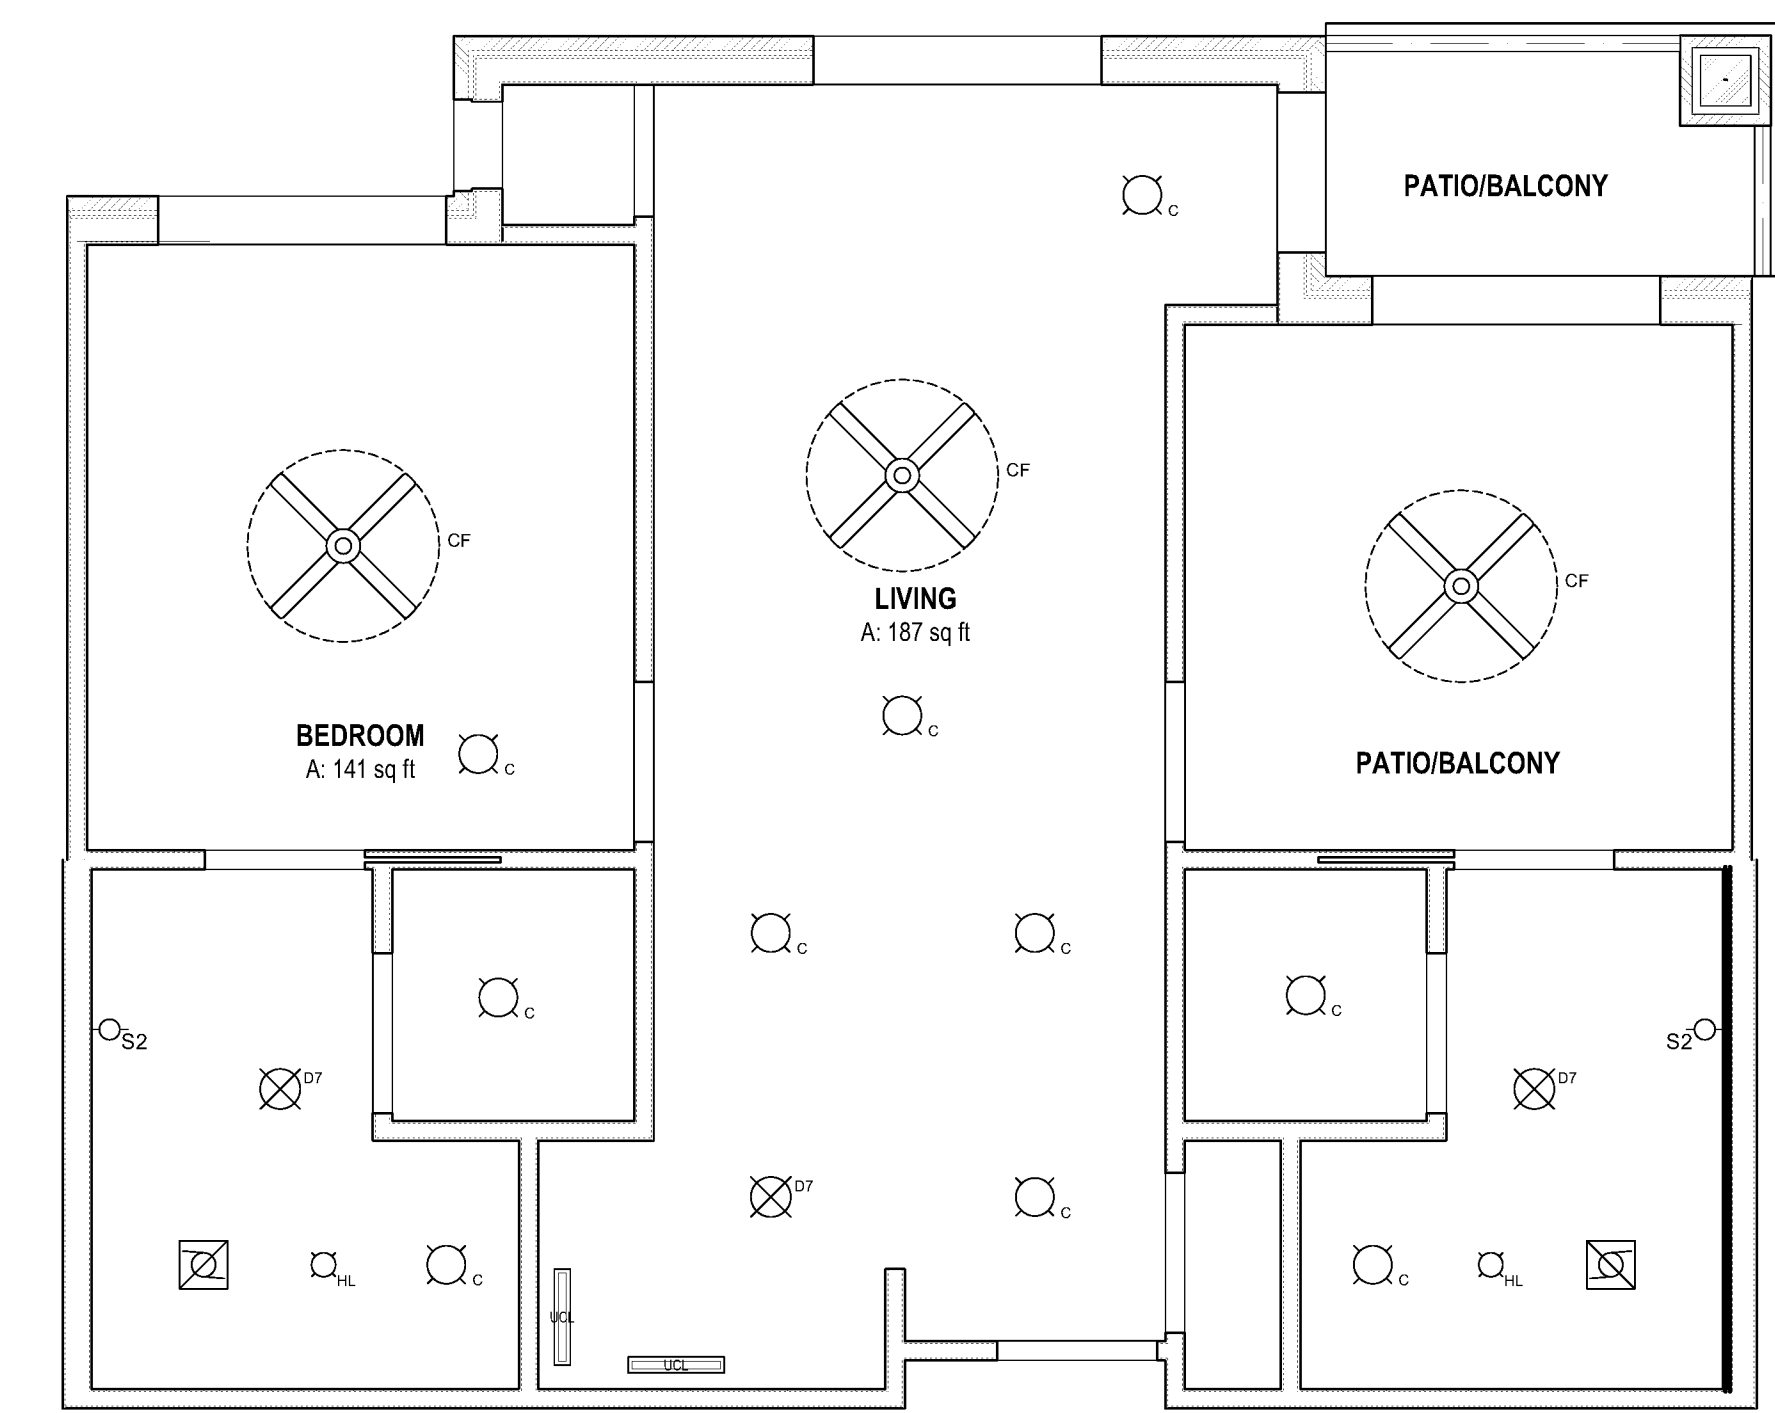 PATIO/BALCONY
C
CF
CF
CF
LIVING
A: 187 sq ft
C
BEDROOM
A: 141 sq ft
C
PATIO/BALCONY
C
C
C
C
S2
S2
D7
D7
D7
C
HL
C
C
HL
UCL
UCL